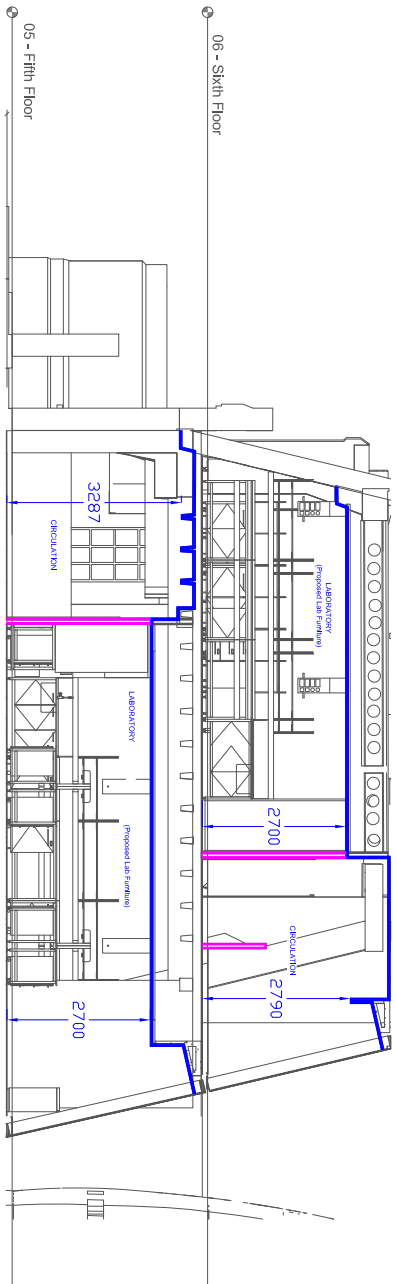 06 - Sixth Floor
05 - Fifth Floor
LABORATORY
(Proposed Lab Furniture)
2700
CIRCULATION
2790
3287
CIRCULATION
LABORATORY
(Proposed Lab Furniture)
2700